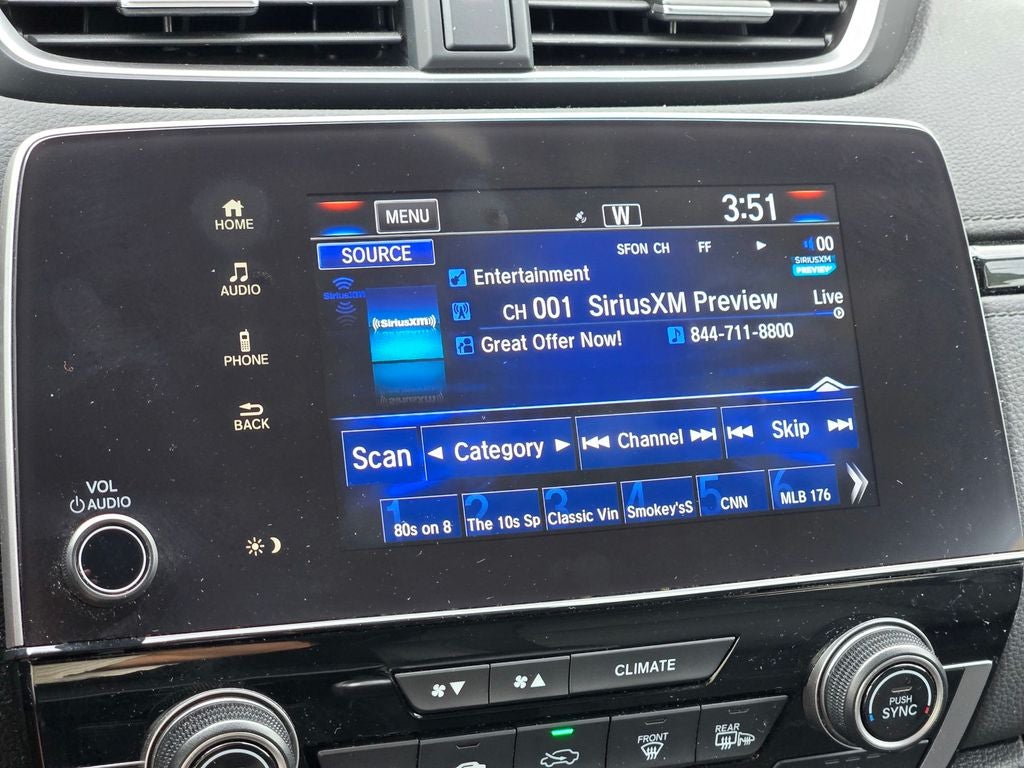 MENU
W
3:51
HOME
SOURCE
SFON CH
FF
00
SIRIUSXM
PREVIEW
Entertainment
AUDIO
SiriusXM
((SiriusXM))
CH 001 SiriusXM Preview
Live
Great Offer Now!
844-711-8800
PHONE
BACK
Scan
Category
Channel
Skip
1 80s on 8
2 The 10s Sp
3 Classic Vin
4 Smokey'sS
5 CNN
6 MLB 176
VOL
AUDIO
CLIMATE
PUSH
SYNC
FRONT
REAR